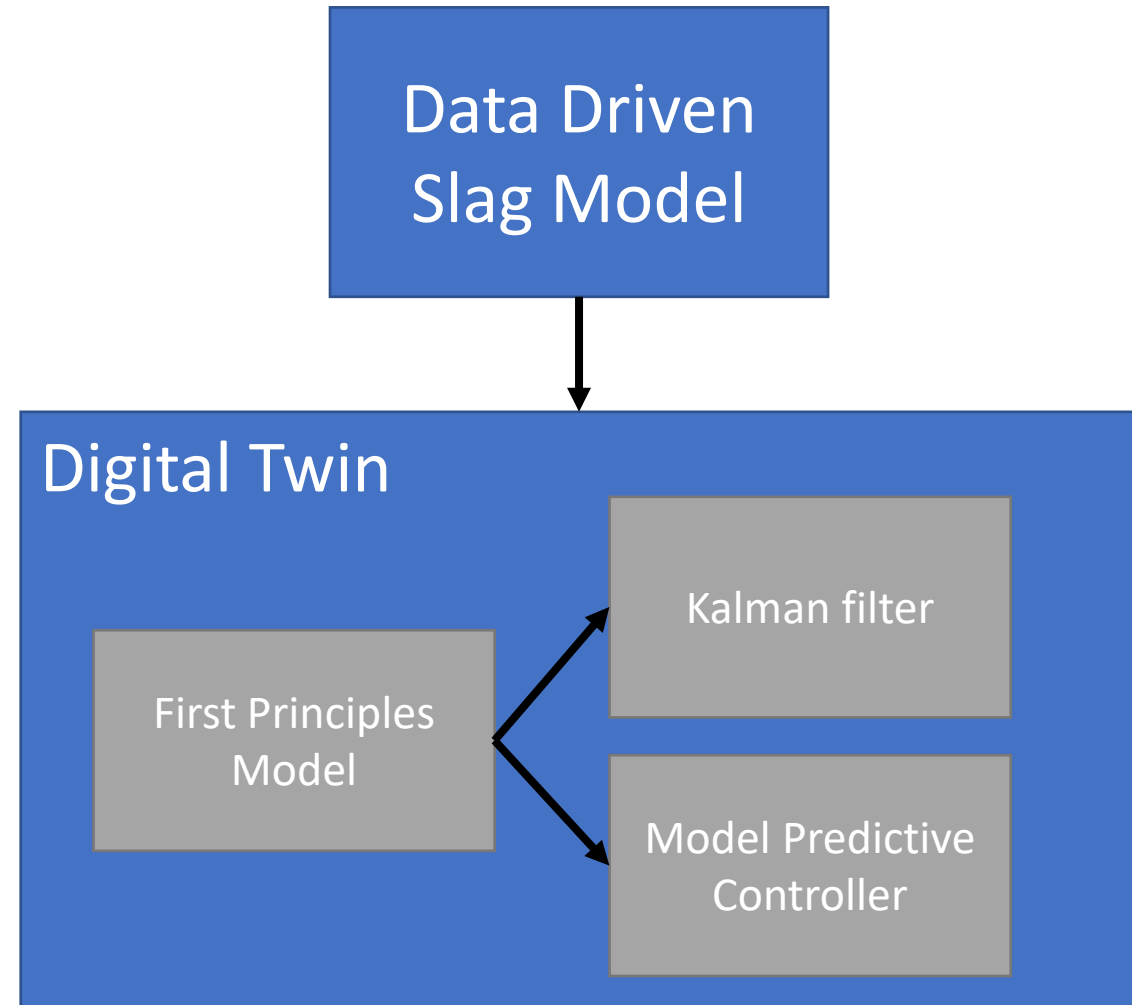 Data Driven
Slag Model
Digital Twin
Kalman filter
First Principles
Model
Model Predictive
Controller